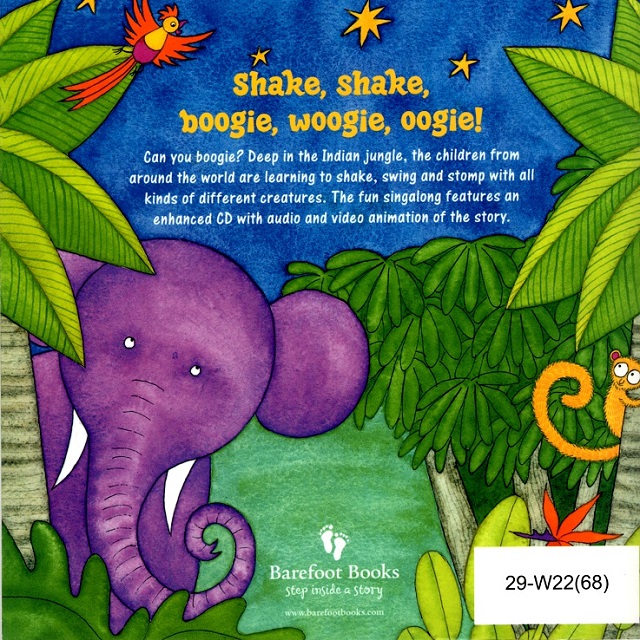 Shake, shake,
boogie, woogie, oogie!
Can you boogie? Deep in the Indian jungle, the children from
around the world are learning to shake, swing and stomp with all
kinds of different creatures. The fun singalong features an
enhanced CD with audio and video animation of the story.
Barefoot Books
step inside a story
www.barefootbooks.com
29-W22(68)